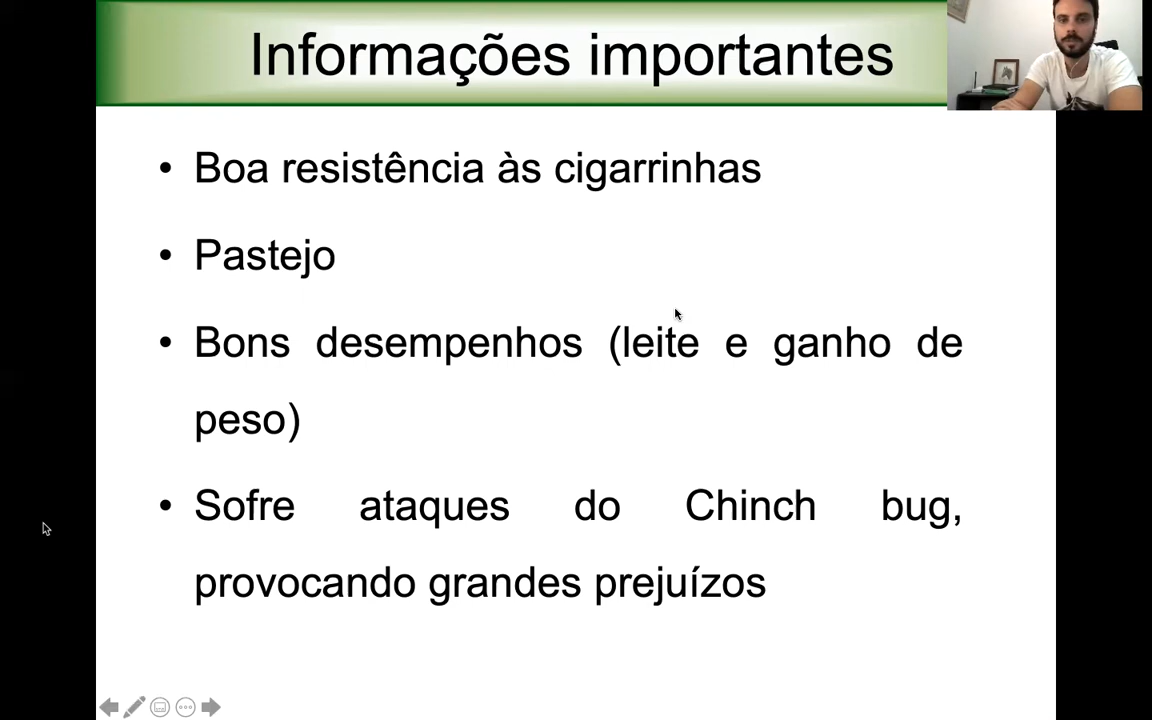 Informações importantes
• Boa resistência às cigarrinhas
• Pastejo
• Bons desempenhos (leite e ganho de
peso)
• Sofre ataques do Chinch bug,
provocando grandes prejuízos